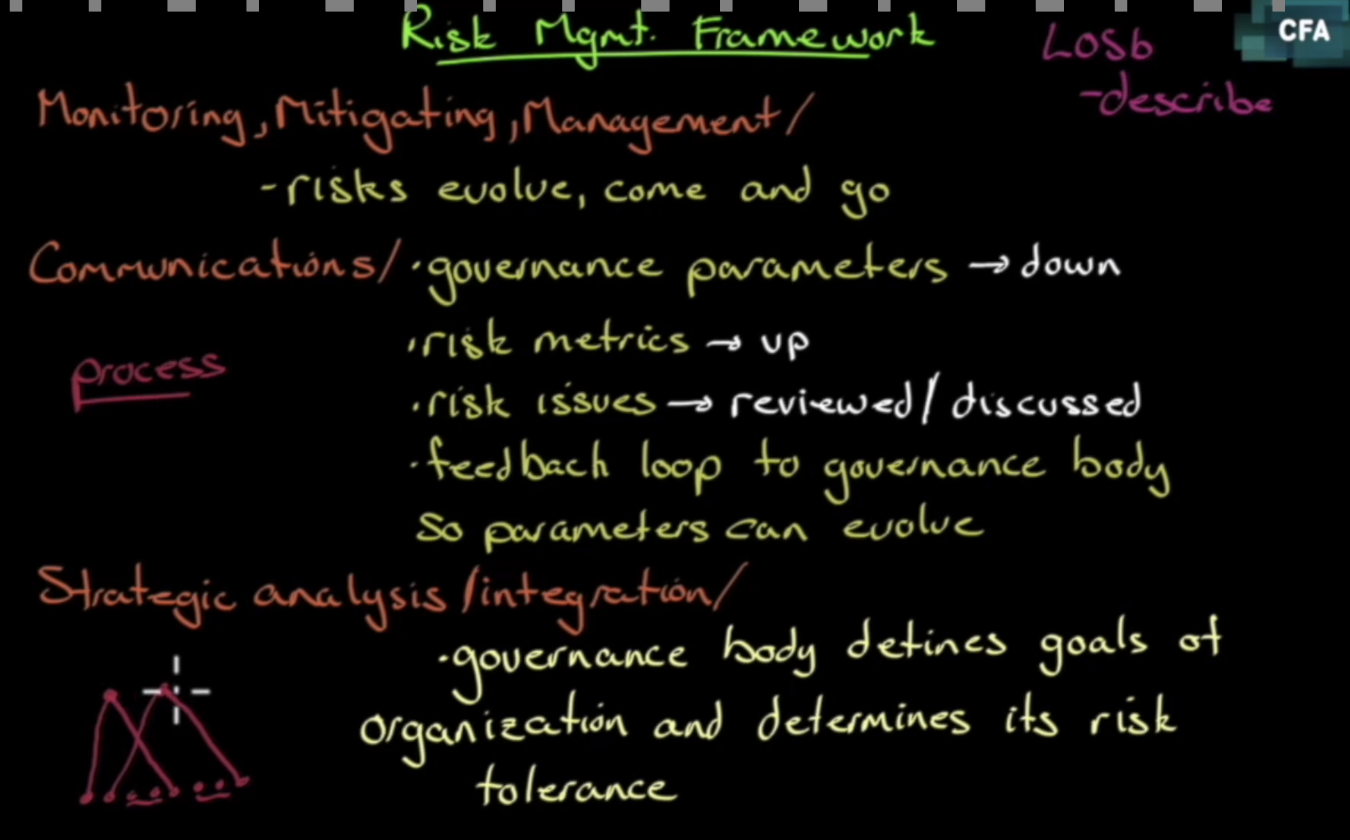 Risk Mgmt. Framework
LOSb
CFA
-describe
Monitoring, Mitigating, Management/
-risks evolve, come and go
Communications/ ·governance parameters → down
·risk metrics → up
process
·risk issues → reviewed/discussed
·feedback loop to governance body
so parameters can evolve
Strategic analysis/integration/
·governance body defines goals of
organization and determines its risk
tolerance